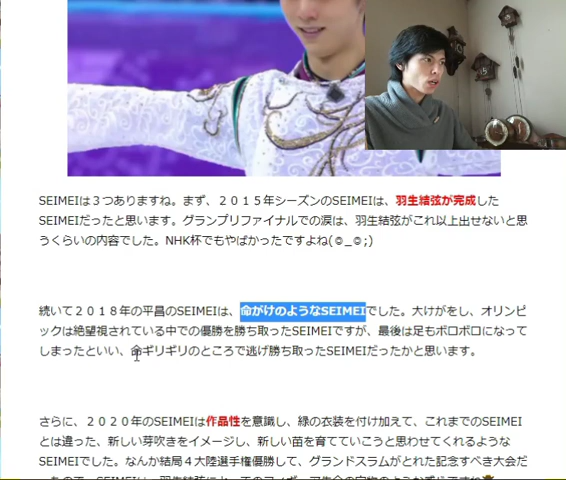 SEIMEIは３つありますね。まず、２０１５年シーズンのSEIMEIは、羽生結弦が完成した
SEIMEIだったと思います。グランプリファイナルでの涙は、羽生結弦がこれ以上出せないと思
うくらいの内容でした。NHK杯でもやばかったですよね(☺_☺;)
続いて２０１８年の平昌のSEIMEIは、命がけのようなSEIMEIでした。大けがをし、オリンピ
ックは絶望視されている中での優勝を勝ち取ったSEIMEIですが、最後は足もボロボロになって
しまったといい、命ギリギリのところで逃げ勝ち取ったSEIMEIだったかと思います。
さらに、２０２０年のSEIMEIは作品性を意識し、緑の衣装を付け加えて、これまでのSEIMEI
とは違った、新しい芽吹きをイメージし、新しい苗を育てていこうと思わせてくれるような
SEIMEIでした。なんか結局４大陸選手権優勝して、グランドスラムがとれた記念すべき大会だ